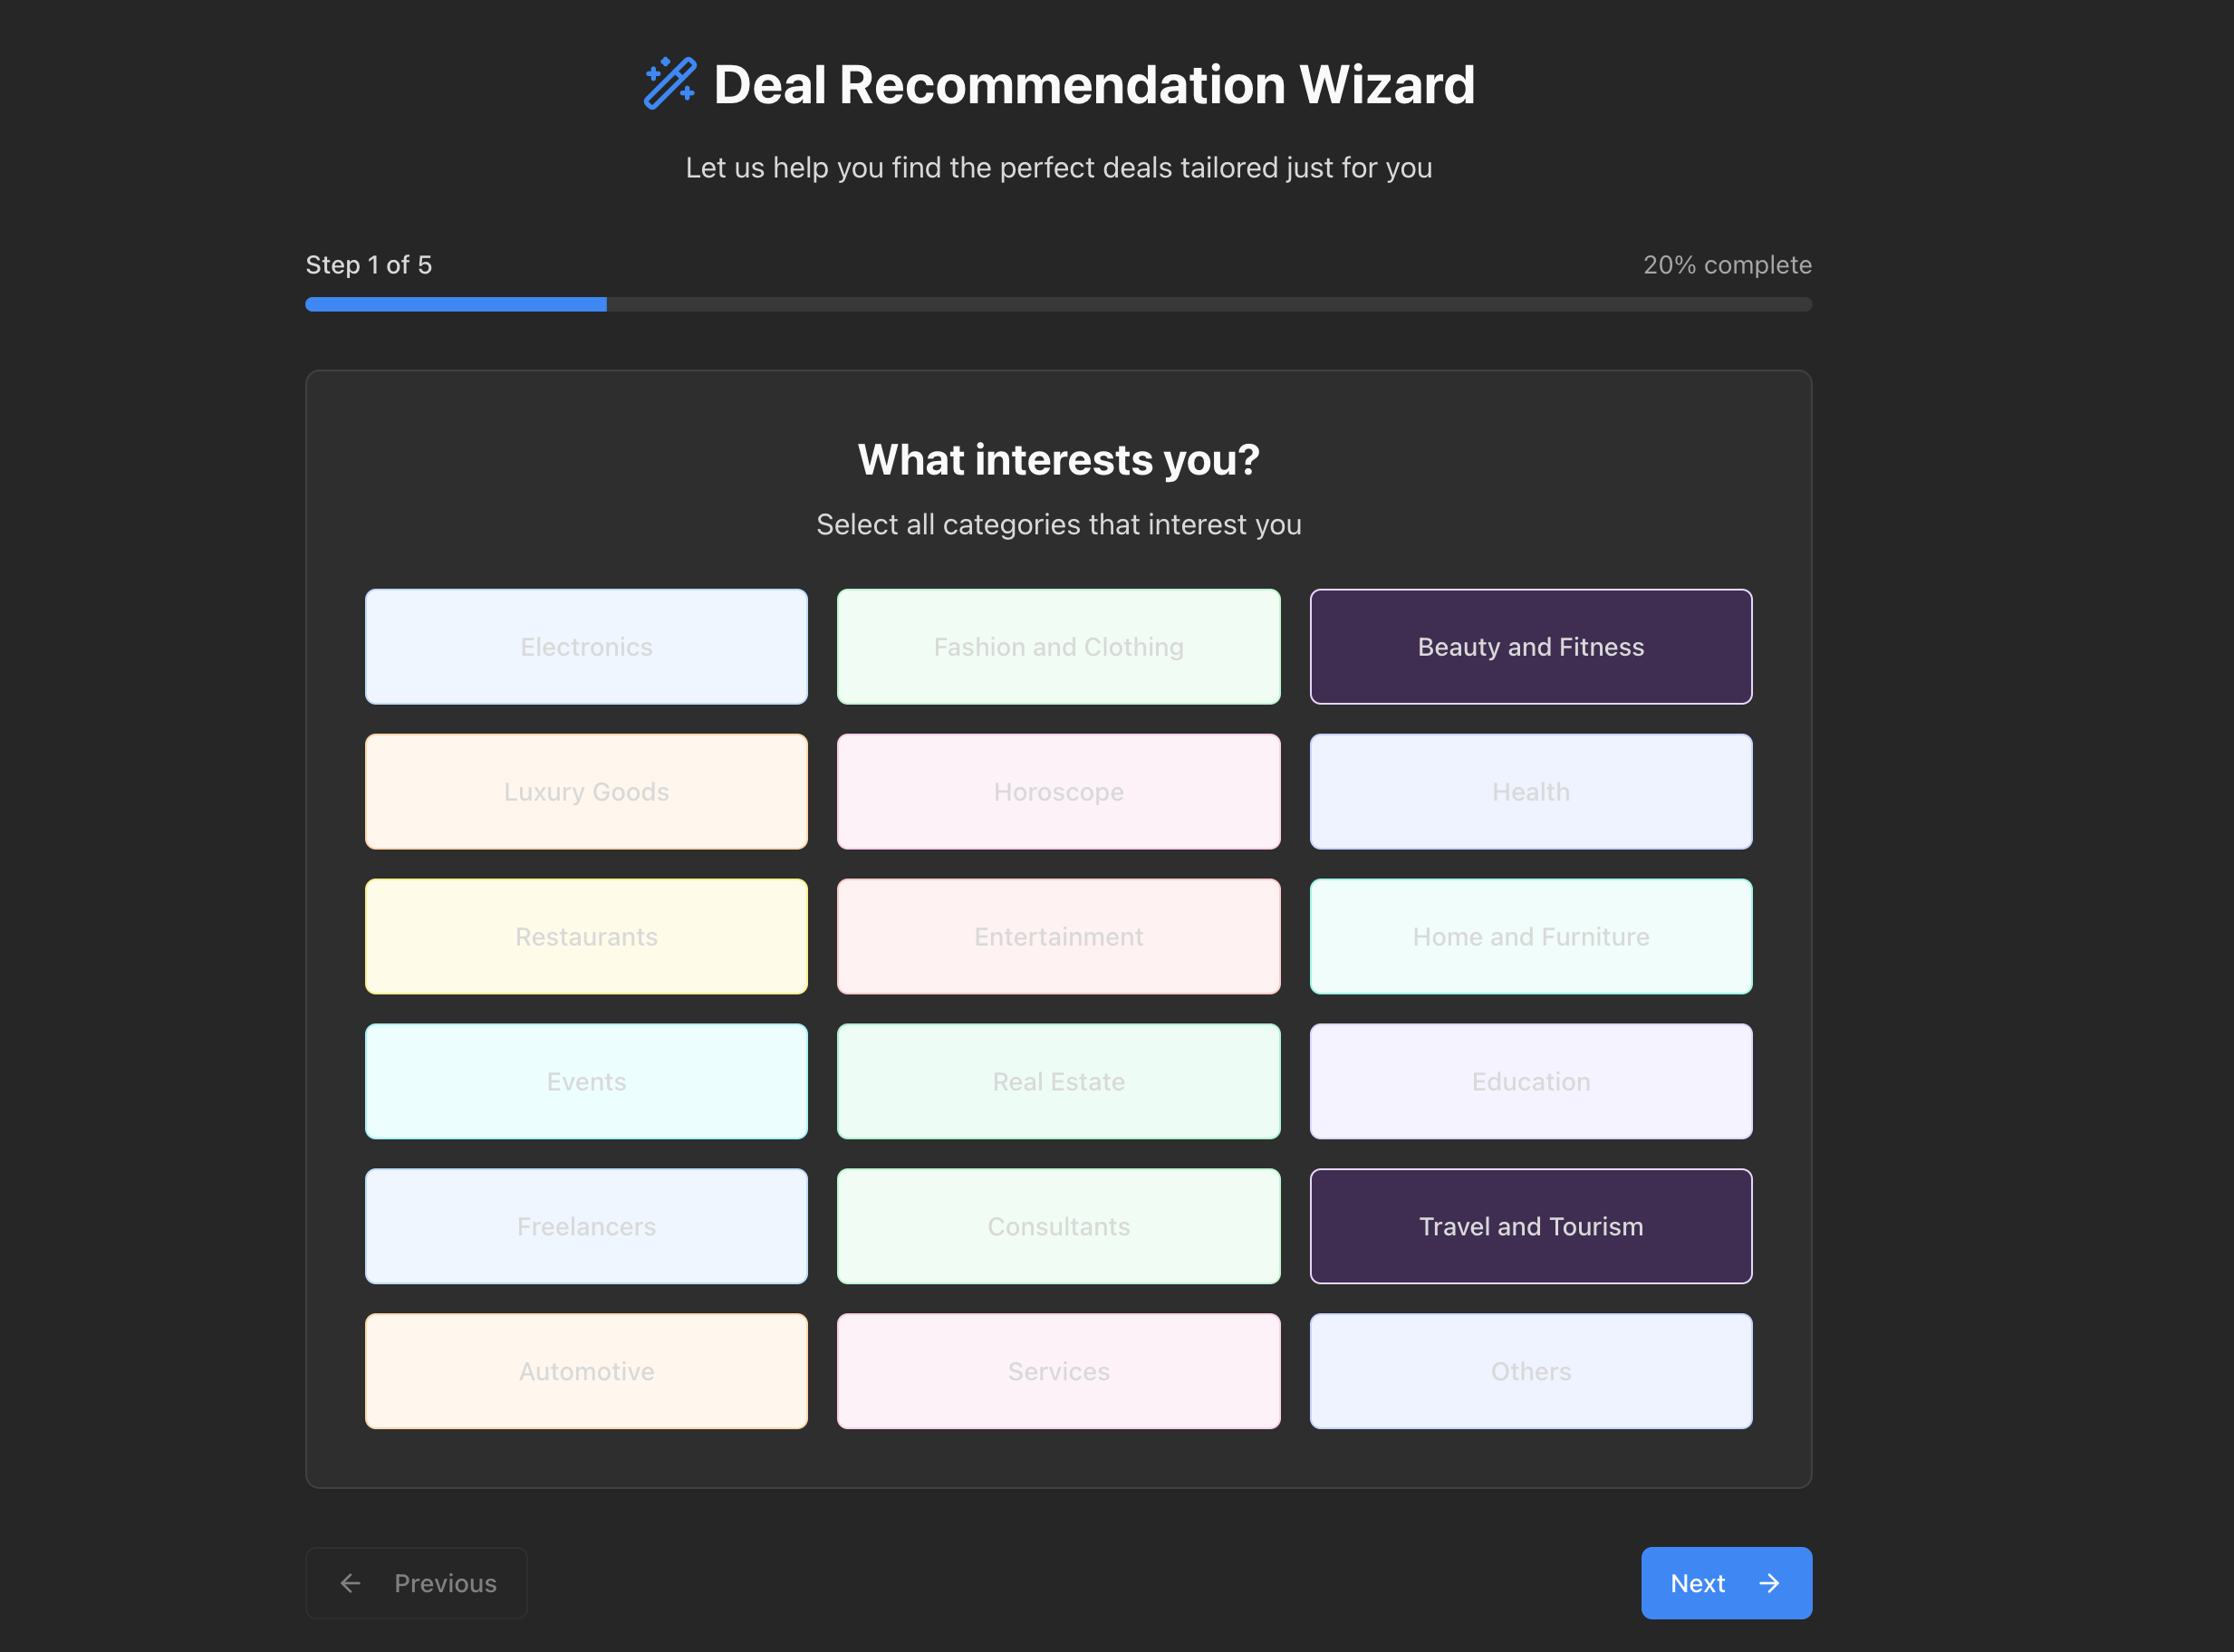 Deal Recommendation Wizard
Let us help you find the perfect deals tailored just for you
Step 1 of 5
20% complete
What interests you?
Select all categories that interest you
Electronics
Fashion and Clothing
Beauty and Fitness
Luxury Goods
Horoscope
Health
Restaurants
Entertainment
Home and Furniture
Events
Real Estate
Education
Freelancers
Consultants
Travel and Tourism
Automotive
Services
Others
Previous
Next